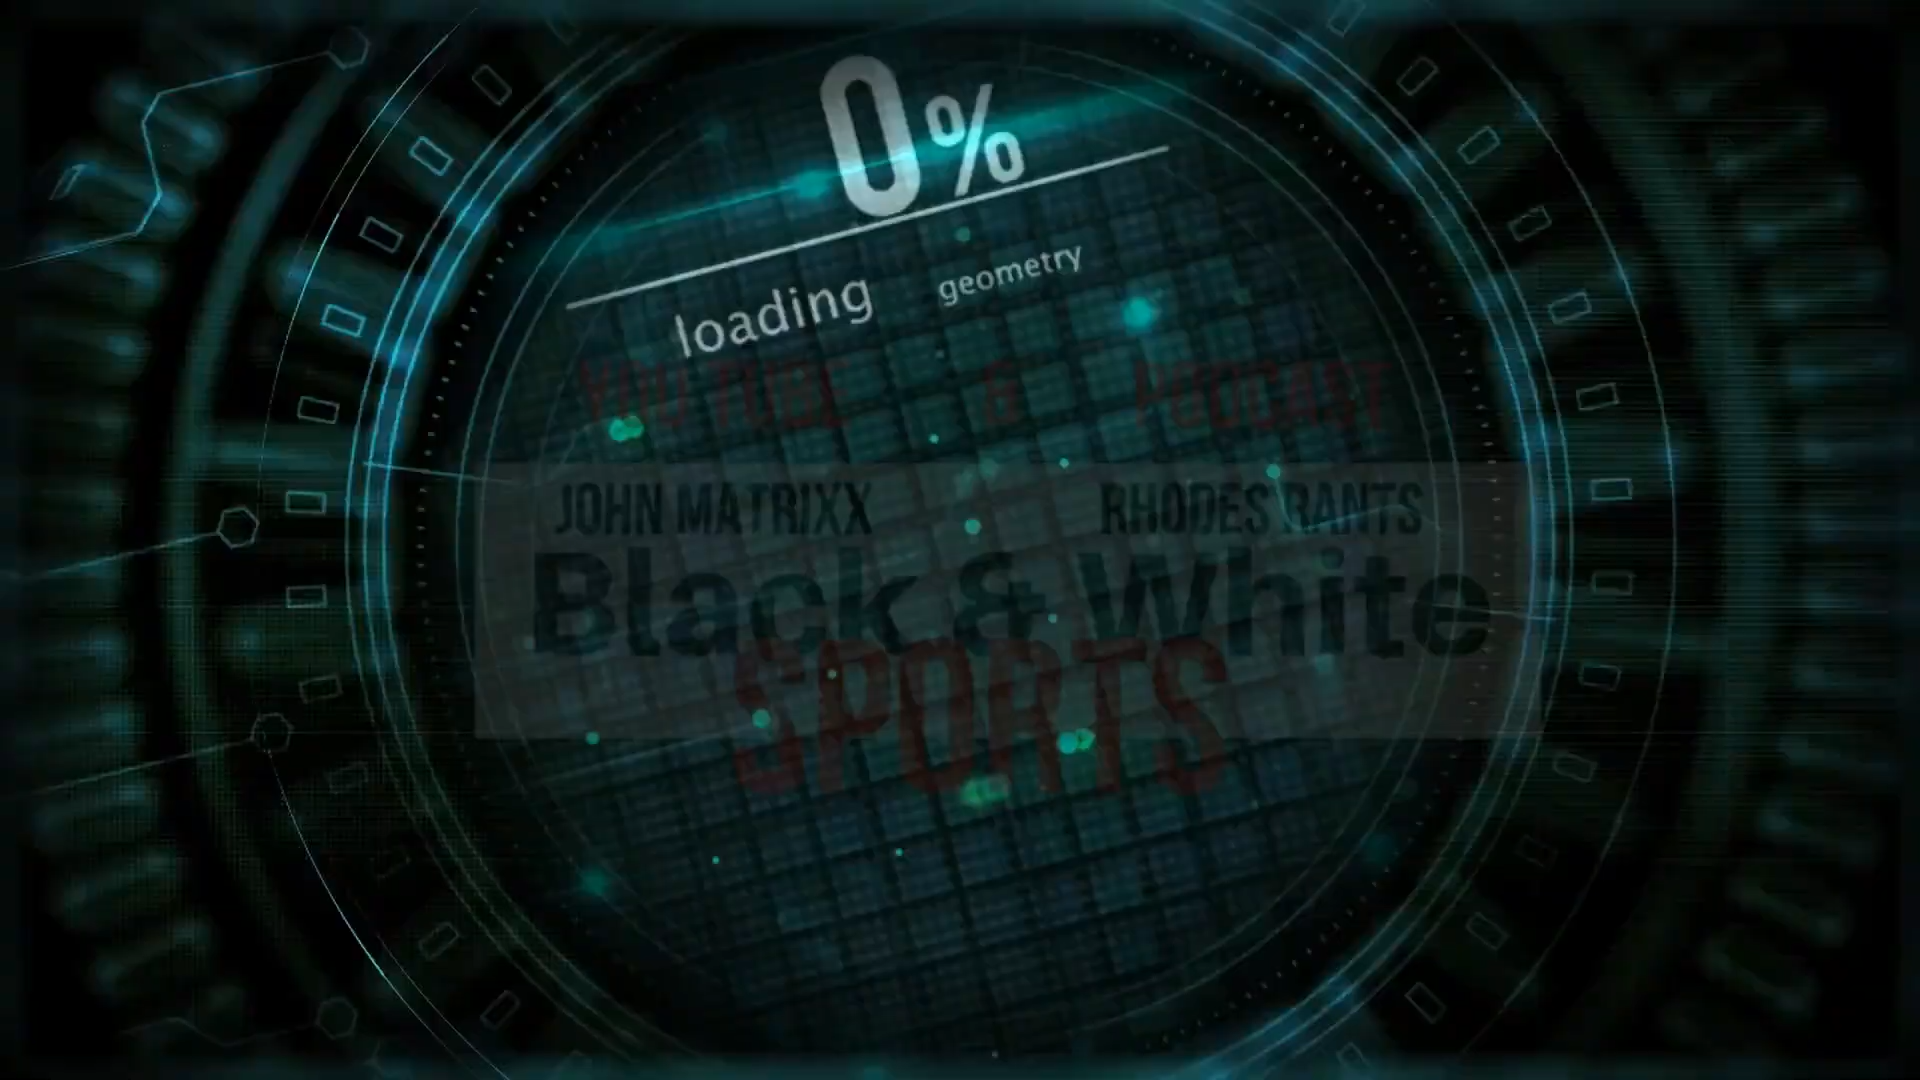 0%
loading geometry
YOU TUBE & PODCAST
JOHN MATRIXX RHODES RANTS
Black & White
SPORTS